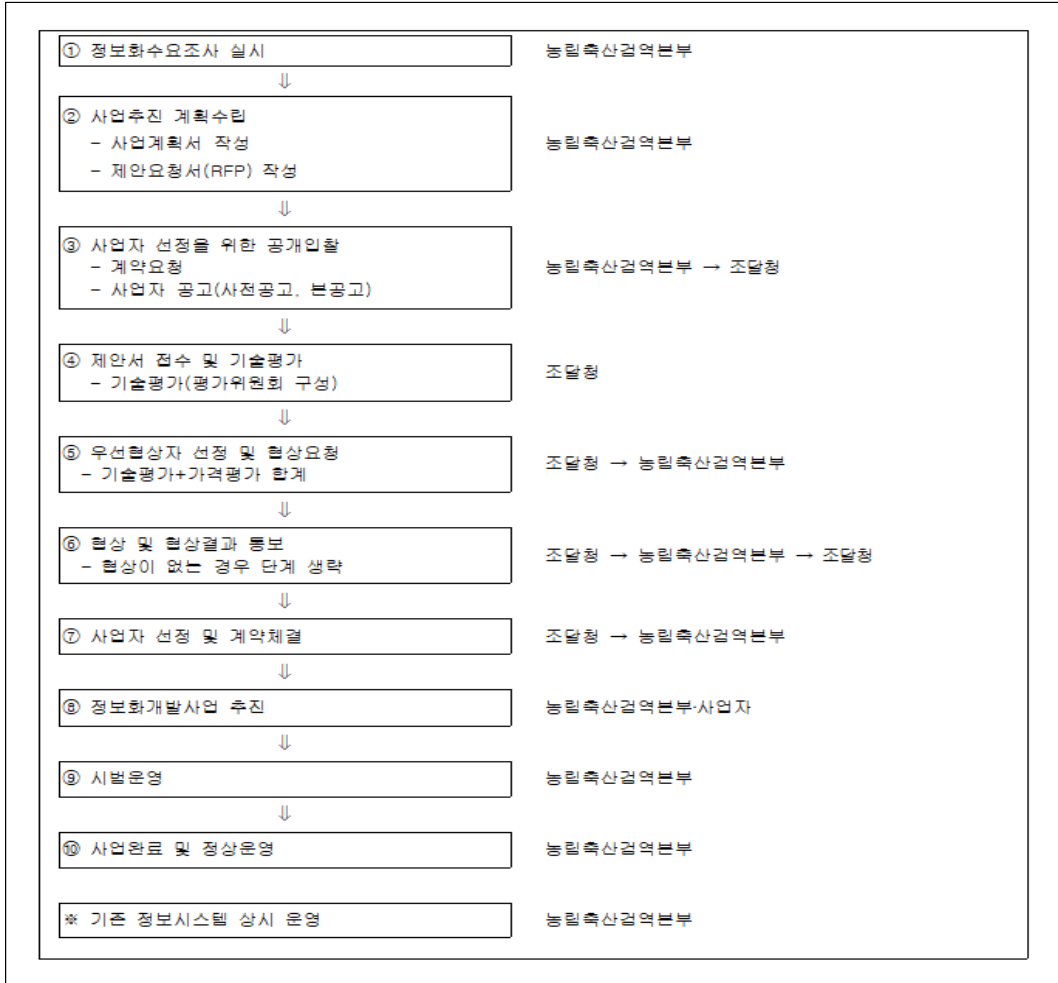 ① 정보화수요조사 실시 농림축산검역본부
⇓
② 사업추진 계획수립
- 사업계획서 작성 농림축산검역본부
- 제안요청서(RFP) 작성
⇓
③ 사업자 선정을 위한 공개입찰
- 계약요청 농림축산검역본부 → 조달청
- 사업자 공고(사전공고, 본공고)
⇓
④ 제안서 접수 및 기술평가
- 기술평가(평가위원회 구성) 조달청
⇓
⑤ 우선협상자 선정 및 협상요청
- 기술평가+가격평가 합계 조달청 → 농림축산검역본부
⇓
⑥ 협상 및 협상결과 통보
- 협상이 없는 경우 단계 생략 조달청 → 농림축산검역본부 → 조달청
⇓
⑦ 사업자 선정 및 계약체결 조달청 → 농림축산검역본부
⇓
⑧ 정보화개발사업 추진 농림축산검역본부·사업자
⇓
⑨ 시범운영 농림축산검역본부
⇓
⑩ 사업완료 및 정상운영 농림축산검역본부
※ 기존 정보시스템 상시 운영 농림축산검역본부